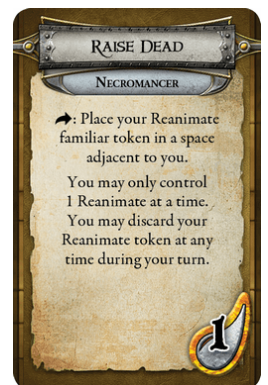 RAISE DEAD
NECROMANCER
: Place your Reanimate
familiar token in a space
adjacent to you.
You may only control
1 Reanimate at a time.
You may discard your
Reanimate token at any
time during your turn.
1